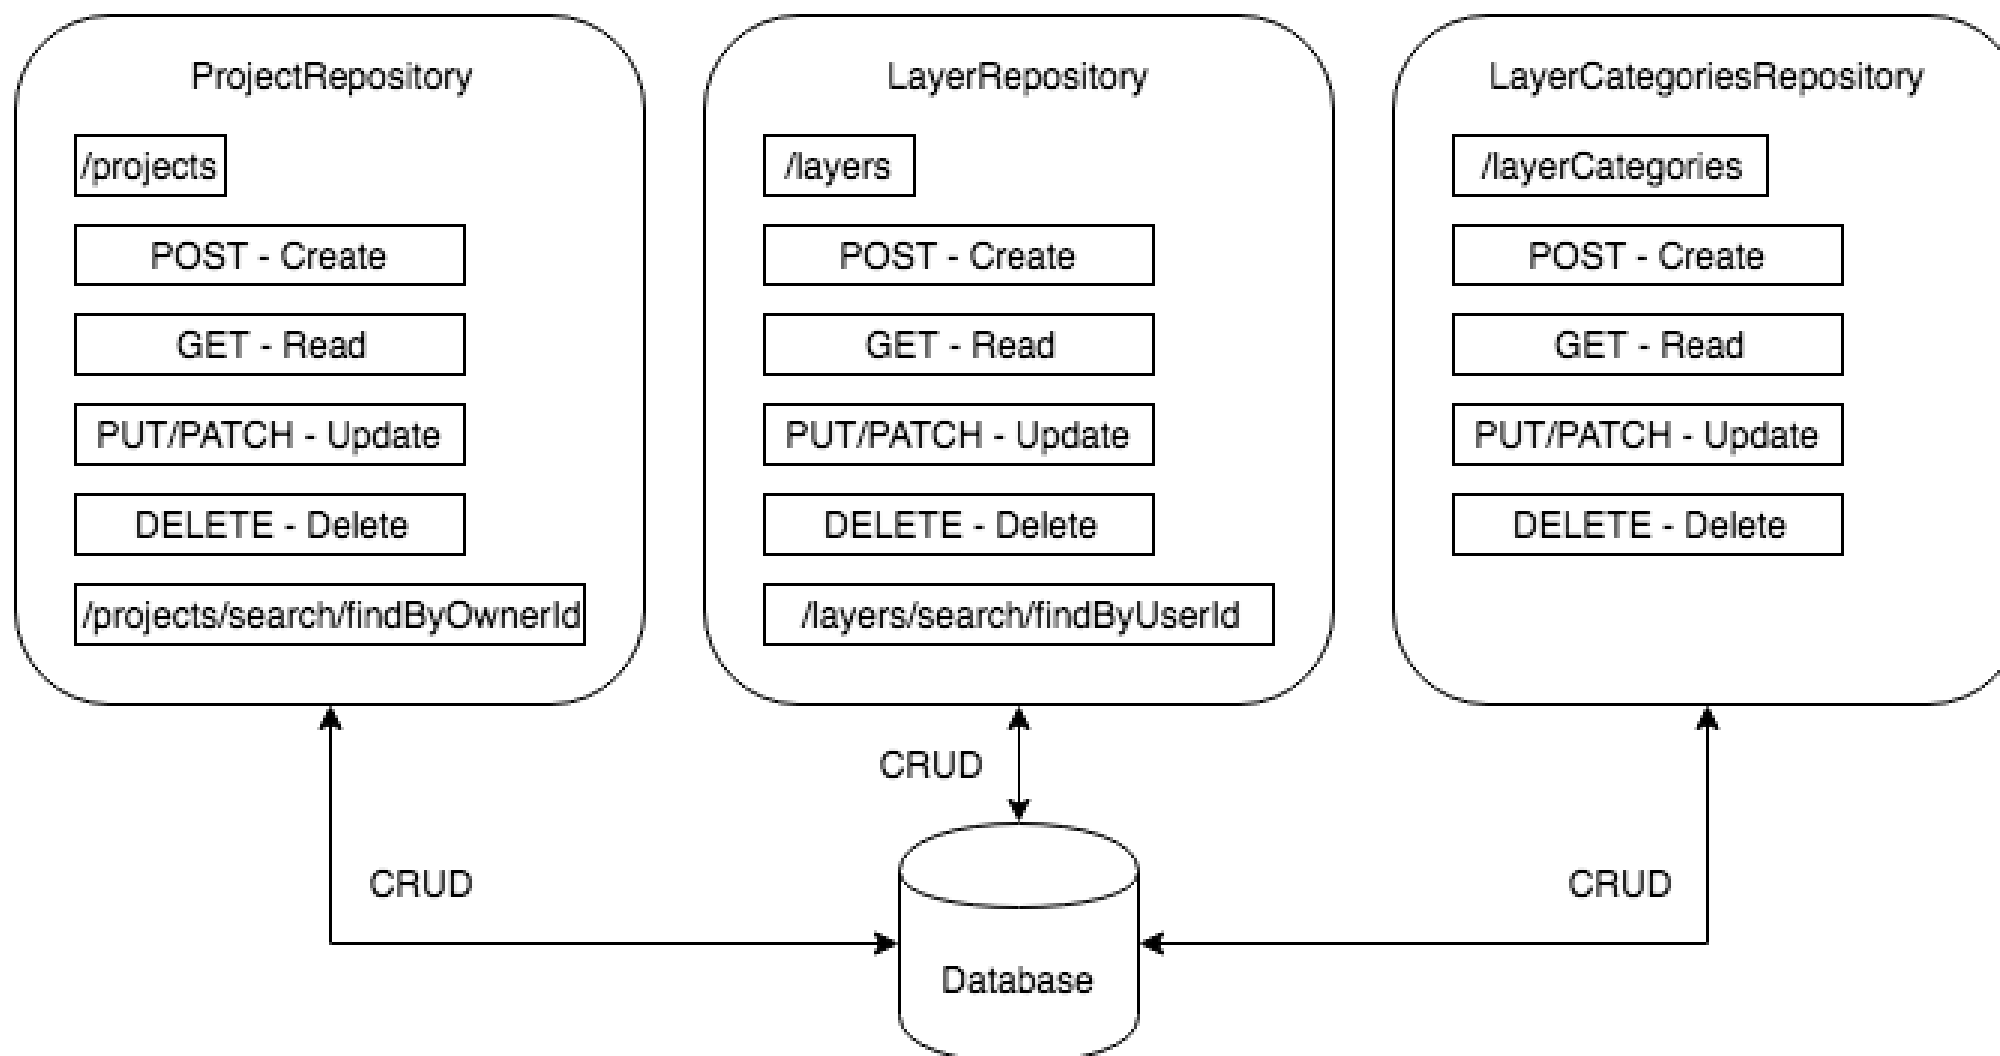 ProjectRepository
/projects
POST - Create
GET - Read
PUT/PATCH - Update
DELETE - Delete
/projects/search/findByOwnerId
LayerRepository
/layers
POST - Create
GET - Read
PUT/PATCH - Update
DELETE - Delete
/layers/search/findByUserId
LayerCategoriesRepository
/layerCategories
POST - Create
GET - Read
PUT/PATCH - Update
DELETE - Delete
CRUD
CRUD
CRUD
Database